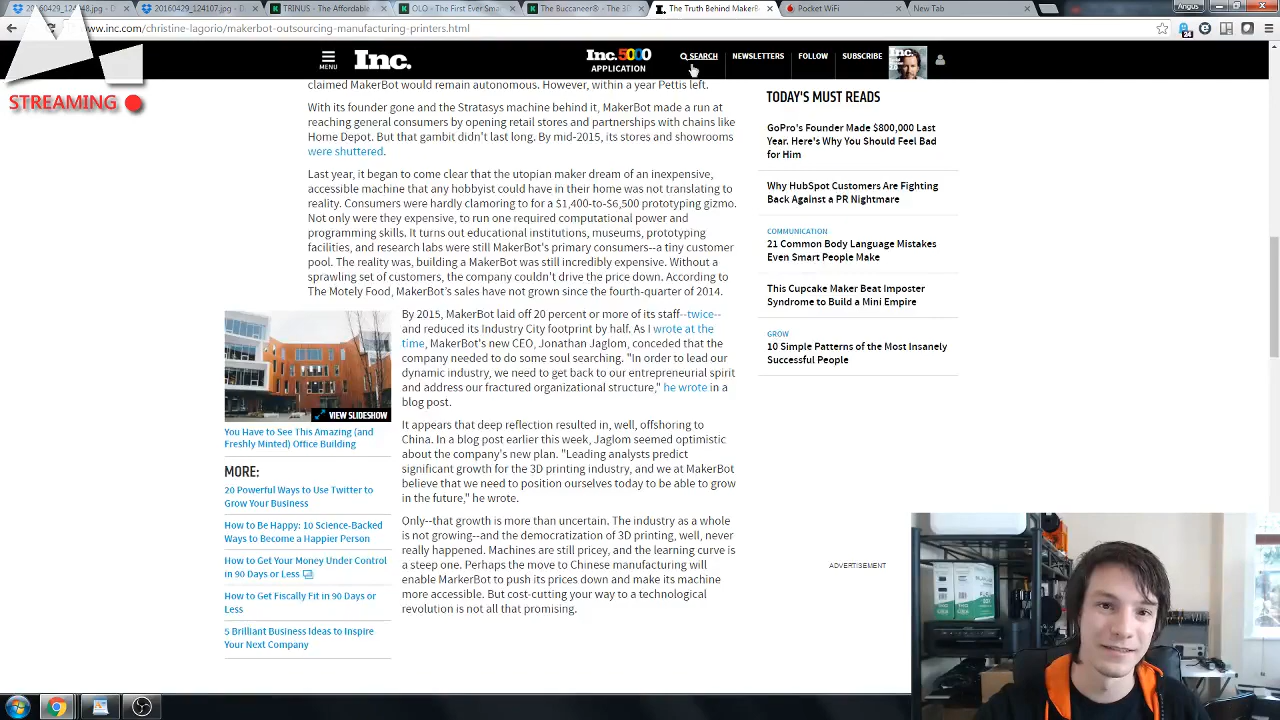 20160429_124148.jpg - D
20160429_124107.jpg - D
TRINUS - The Affordable
OLO - The First Ever Smar
The Buccaneer® - The 3D
The Truth Behind MakerB
Pocket WiFi
New Tab
Angus
www.inc.com/christine-lagorio/makerbot-outsourcing-manufacturing-printers.html
24
STREAMING
MENU
Inc.
Inc.5000
APPLICATION
SEARCH
NEWSLETTERS
FOLLOW
SUBSCRIBE
Inc.
claimed MakerBot would remain autonomous. However, within a year Pettis left.
With its founder gone and the Stratasys machine behind it, MakerBot made a run at
reaching general consumers by opening retail stores and partnerships with chains like
Home Depot. But that gambit didn't last long. By mid-2015, its stores and showrooms
were shuttered.
Last year, it began to come clear that the utopian maker dream of an inexpensive,
accessible machine that any hobbyist could have in their home was not translating to
reality. Consumers were hardly clamoring to for a $1,400-to-$6,500 prototyping gizmo.
Not only were they expensive, to run one required computational power and
programming skills. It turns out educational institutions, museums, prototyping
facilities, and research labs were still MakerBot's primary consumers--a tiny customer
pool. The reality was, building a MakerBot was still incredibly expensive. Without a
sprawling set of customers, the company couldn't drive the price down. According to
The Motely Food, MakerBot's sales have not grown since the fourth-quarter of 2014.
By 2015, MakerBot laid off 20 percent or more of its staff--twice--
and reduced its Industry City footprint by half. As I wrote at the
time, MakerBot's new CEO, Jonathan Jaglom, conceded that the
company needed to do some soul searching. "In order to lead our
dynamic industry, we need to get back to our entrepreneurial spirit
and address our fractured organizational structure," he wrote in a
blog post.
It appears that deep reflection resulted in, well, offshoring to
China. In a blog post earlier this week, Jaglom seemed optimistic
about the company's new plan. "Leading analysts predict
significant growth for the 3D printing industry, and we at MakerBot
believe that we need to position ourselves today to be able to grow
in the future," he wrote.
Only--that growth is more than uncertain. The industry as a whole
is not growing--and the democratization of 3D printing, well, never
really happened. Machines are still pricey, and the learning curve is
a steep one. Perhaps the move to Chinese manufacturing will
enable MarkerBot to push its prices down and make its machine
more accessible. But cost-cutting your way to a technological
revolution is not all that promising.
VIEW SLIDESHOW
You Have to See This Amazing (and
Freshly Minted) Office Building
MORE:
20 Powerful Ways to Use Twitter to
Grow Your Business
How to Be Happy: 10 Science-Backed
Ways to Become a Happier Person
How to Get Your Money Under Control
in 90 Days or Less
How to Get Fiscally Fit in 90 Days or
Less
5 Brilliant Business Ideas to Inspire
Your Next Company
TODAY'S MUST READS
GoPro's Founder Made $800,000 Last
Year. Here's Why You Should Feel Bad
for Him
Why HubSpot Customers Are Fighting
Back Against a PR Nightmare
COMMUNICATION
21 Common Body Language Mistakes
Even Smart People Make
This Cupcake Maker Beat Imposter
Syndrome to Build a Mini Empire
GROW
10 Simple Patterns of the Most Insanely
Successful People
ADVERTISEMENT